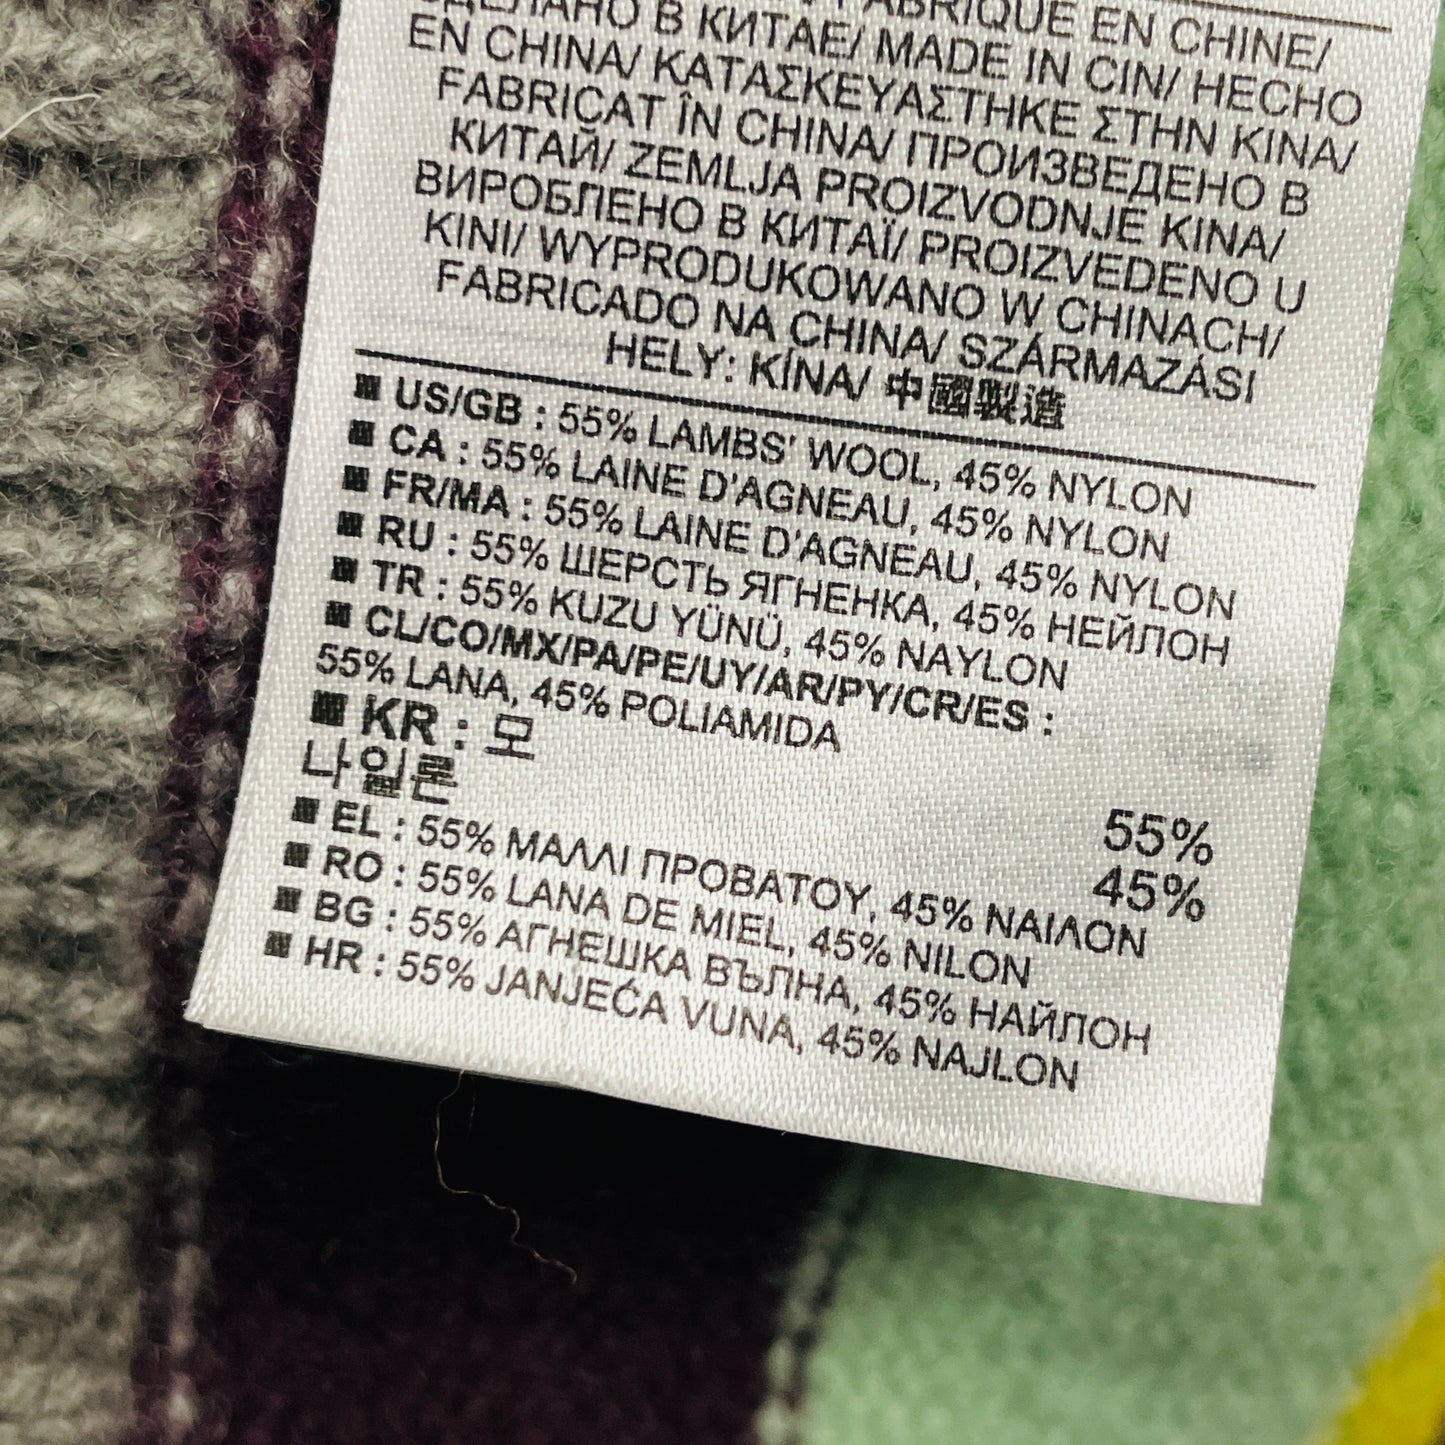 СДЕЛАНО В КИТАЕ/ FABRIQUÉ EN CHINE/
MADE IN CIN/ HECHO
EN CHINA/ ΚΑΤΑΣΚΕΥΑΣΤΗΚΕ ΣΤΗΝ ΚΙΝΑ/
FABRICAT ÎN CHINA/ ПРОИЗВЕДЕНО В
КИТАЙ/ ZEMLJA PROIZVODNJE KINA/
ВИРОБЛЕНО В КИТАЇ/ PROIZVEDENO U
KINI/ WYPRODUKOWANO W CHINACH/
FABRICADO NA CHINA/ SZÁRMAZÁSI
HELY: KÍNA/ 中國製造
■ US/GB : 55% LAMBS' WOOL, 45% NYLON
■ CA : 55% LAINE D'AGNEAU, 45% NYLON
■ FR/MA : 55% LAINE D'AGNEAU, 45% NYLON
■ RU : 55% ШЕРСТЬ ЯГНЕНКА, 45% НЕЙЛОН
■ TR : 55% KUZU YÜNÜ, 45% NAYLON
■ CL/CO/MX/PA/PE/UY/AR/PY/CR/ES :
55% LANA, 45% POLIAMIDA
■ KR : 모 55%
나일론 45%
■ EL : 55% ΜΑΛΛΙ ΠΡΟΒΑΤΟΥ, 45% ΝΑΙΛΟΝ
■ RO : 55% LANA DE MIEL, 45% NILON
■ BG : 55% АГНЕШКА ВЪЛНА, 45% НАЙЛОН
■ HR : 55% JANJEĆA VUNA, 45% NAJLON